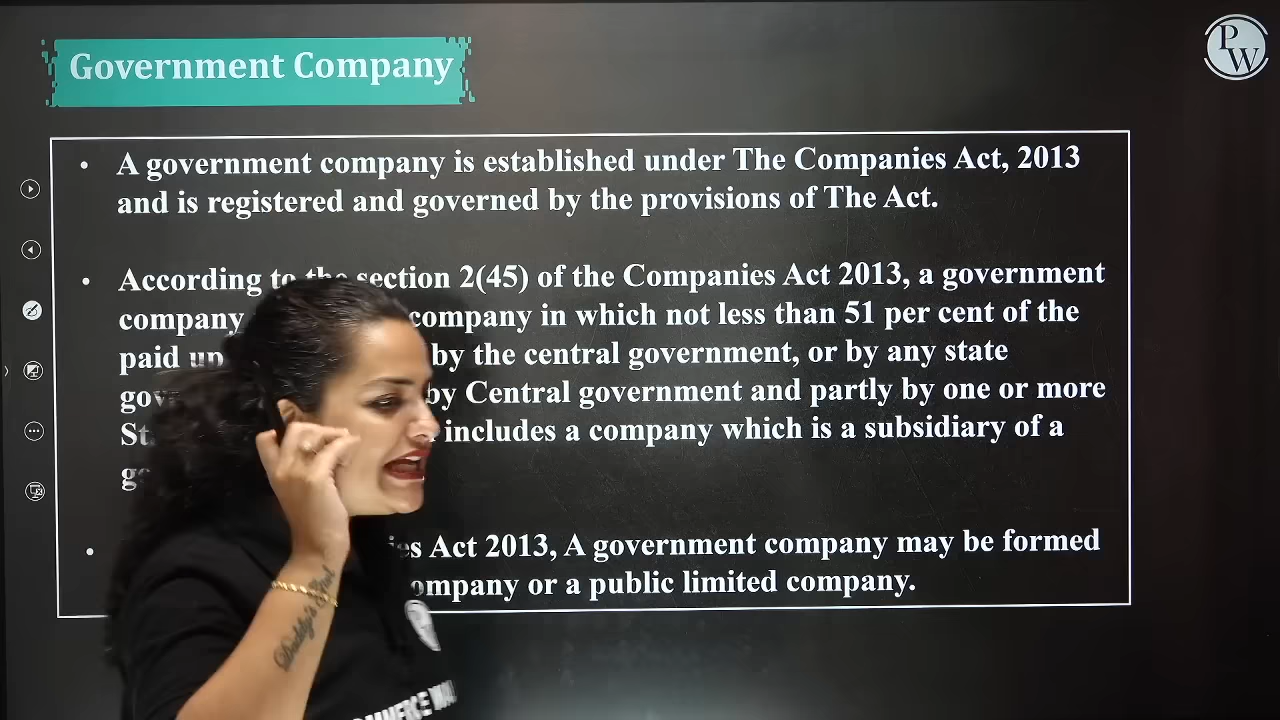 Government Company
PW
• A government company is established under The Companies Act, 2013
and is registered and governed by the provisions of The Act.
• According to the section 2(45) of the Companies Act 2013, a government
company company in which not less than 51 per cent of the
paid up by the central government, or by any state
by Central government and partly by one or more
includes a company which is a subsidiary of a
• Act 2013, A government company may be formed
or a public limited company.
Daddy's Girl